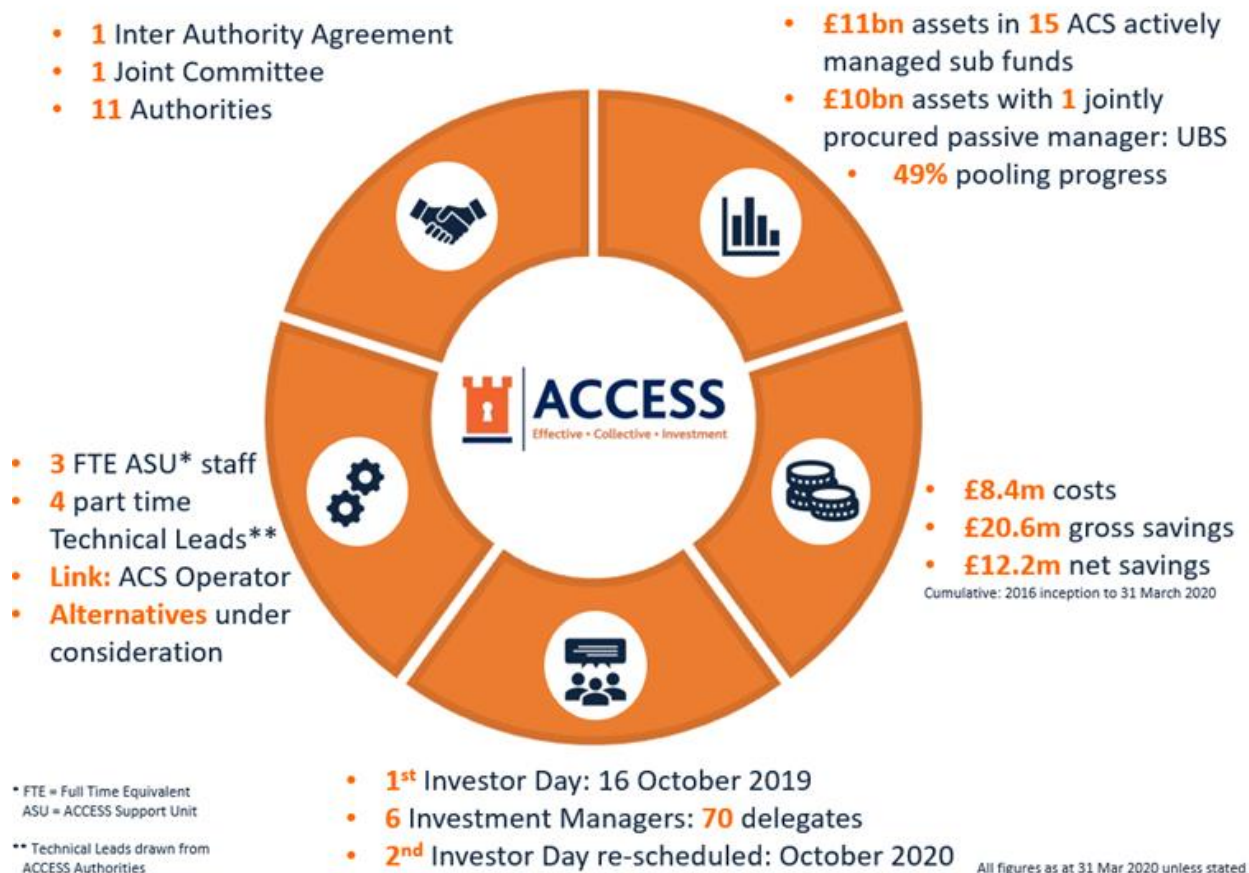 • 1 Inter Authority Agreement
• 1 Joint Committee
• 11 Authorities
• £11bn assets in 15 ACS actively
managed sub funds
• £10bn assets with 1 jointly
procured passive manager: UBS
• 49% pooling progress
ACCESS
Effective • Collective • Investment
• 3 FTE ASU* staff
• 4 part time
Technical Leads**
• Link: ACS Operator
• Alternatives under
consideration
• £8.4m costs
• £20.6m gross savings
• £12.2m net savings
Cumulative: 2016 inception to 31 March 2020
• 1st Investor Day: 16 October 2019
• 6 Investment Managers: 70 delegates
• 2nd Investor Day re-scheduled: October 2020
* FTE = Full Time Equivalent
ASU = ACCESS Support Unit
** Technical Leads drawn from
ACCESS Authorities
All figures as at 31 Mar 2020 unless stated